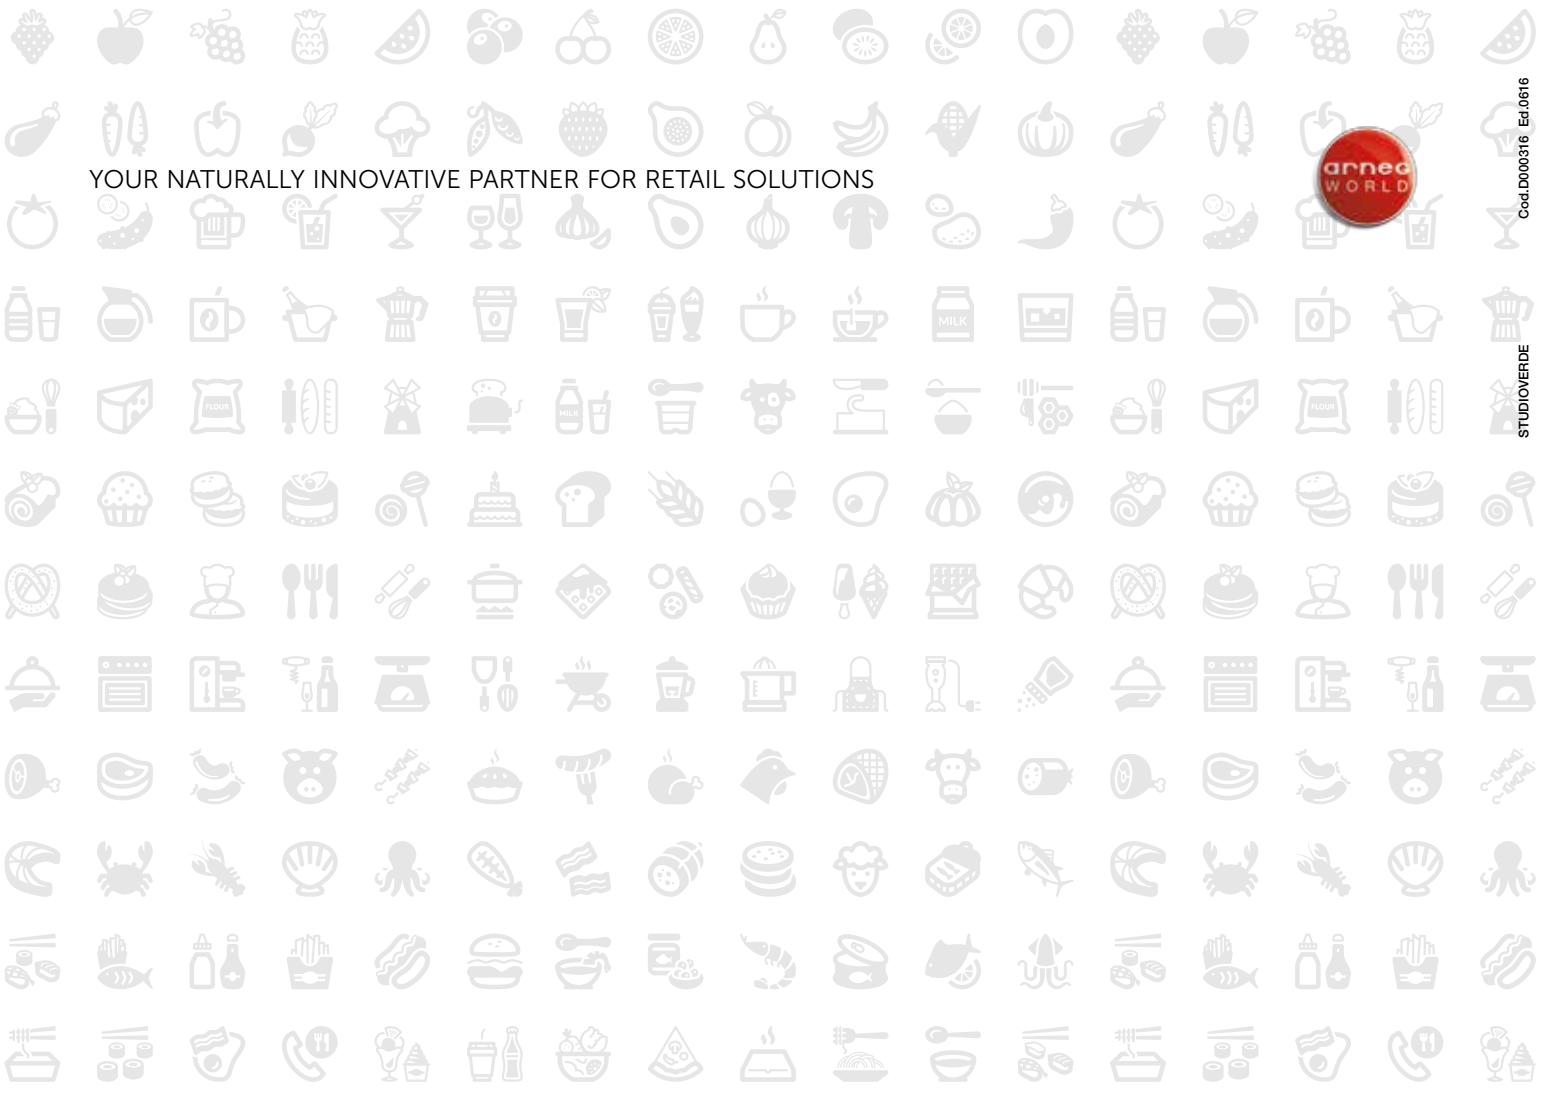 YOUR NATURALLY INNOVATIVE PARTNER FOR RETAIL SOLUTIONS
arneg
WORLD
Cod.D000316 Ed.0616
STUDIOVERDE
MILK
FLOUR
MILK
FLOUR